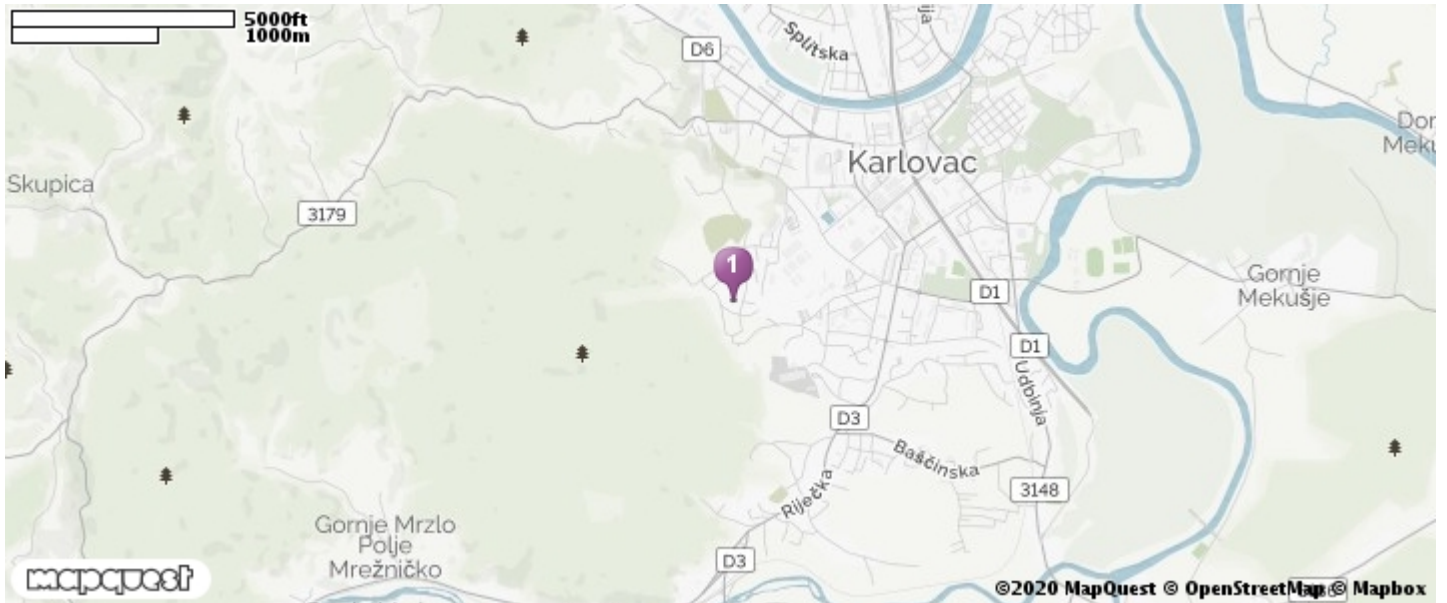 5000ft
1000m
D6
Splitska
Karlovac
Skupica
3179
1
Gornje
Mekušje
D1
D1
Udbinja
D3
Baščinska
Riječka
3148
Gornje Mrzlo
Polje
Mrežničko
D3
mapquest
©2020 MapQuest © OpenStreetMap © Mapbox